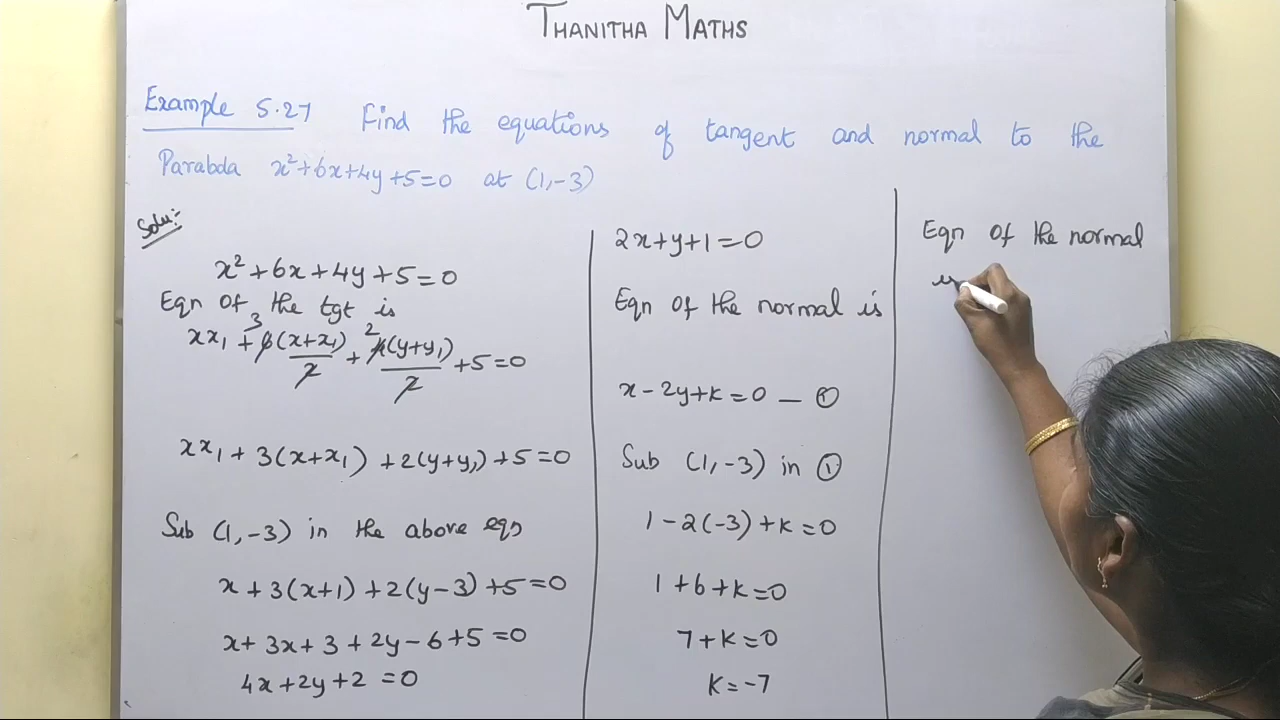 THANITHA MATHS
Example 5.27 Find the equations of tangent and normal to the
Parabola x²+6x+4y+5=0 at (1,-3)
Solu:-
x²+6x+4y+5=0
Eqn Of the tgt is
xx₁ + 6(x+x₁)/2 + 4(y+y₁)/2 +5=0
3 2
xx₁ + 3(x+x₁) +2(y+y₁) +5=0
Sub (1,-3) in the above eqn
x+3(x+1)+2(y-3)+5=0
x+3x+3+2y-6+5=0
4x+2y+2=0
2x+y+1=0
Eqn Of the normal is
x-2y+k=0 — ①
Sub (1,-3) in ①
1-2(-3)+k=0
1+6+k=0
7+k=0
k=-7
Eqn Of the normal
is